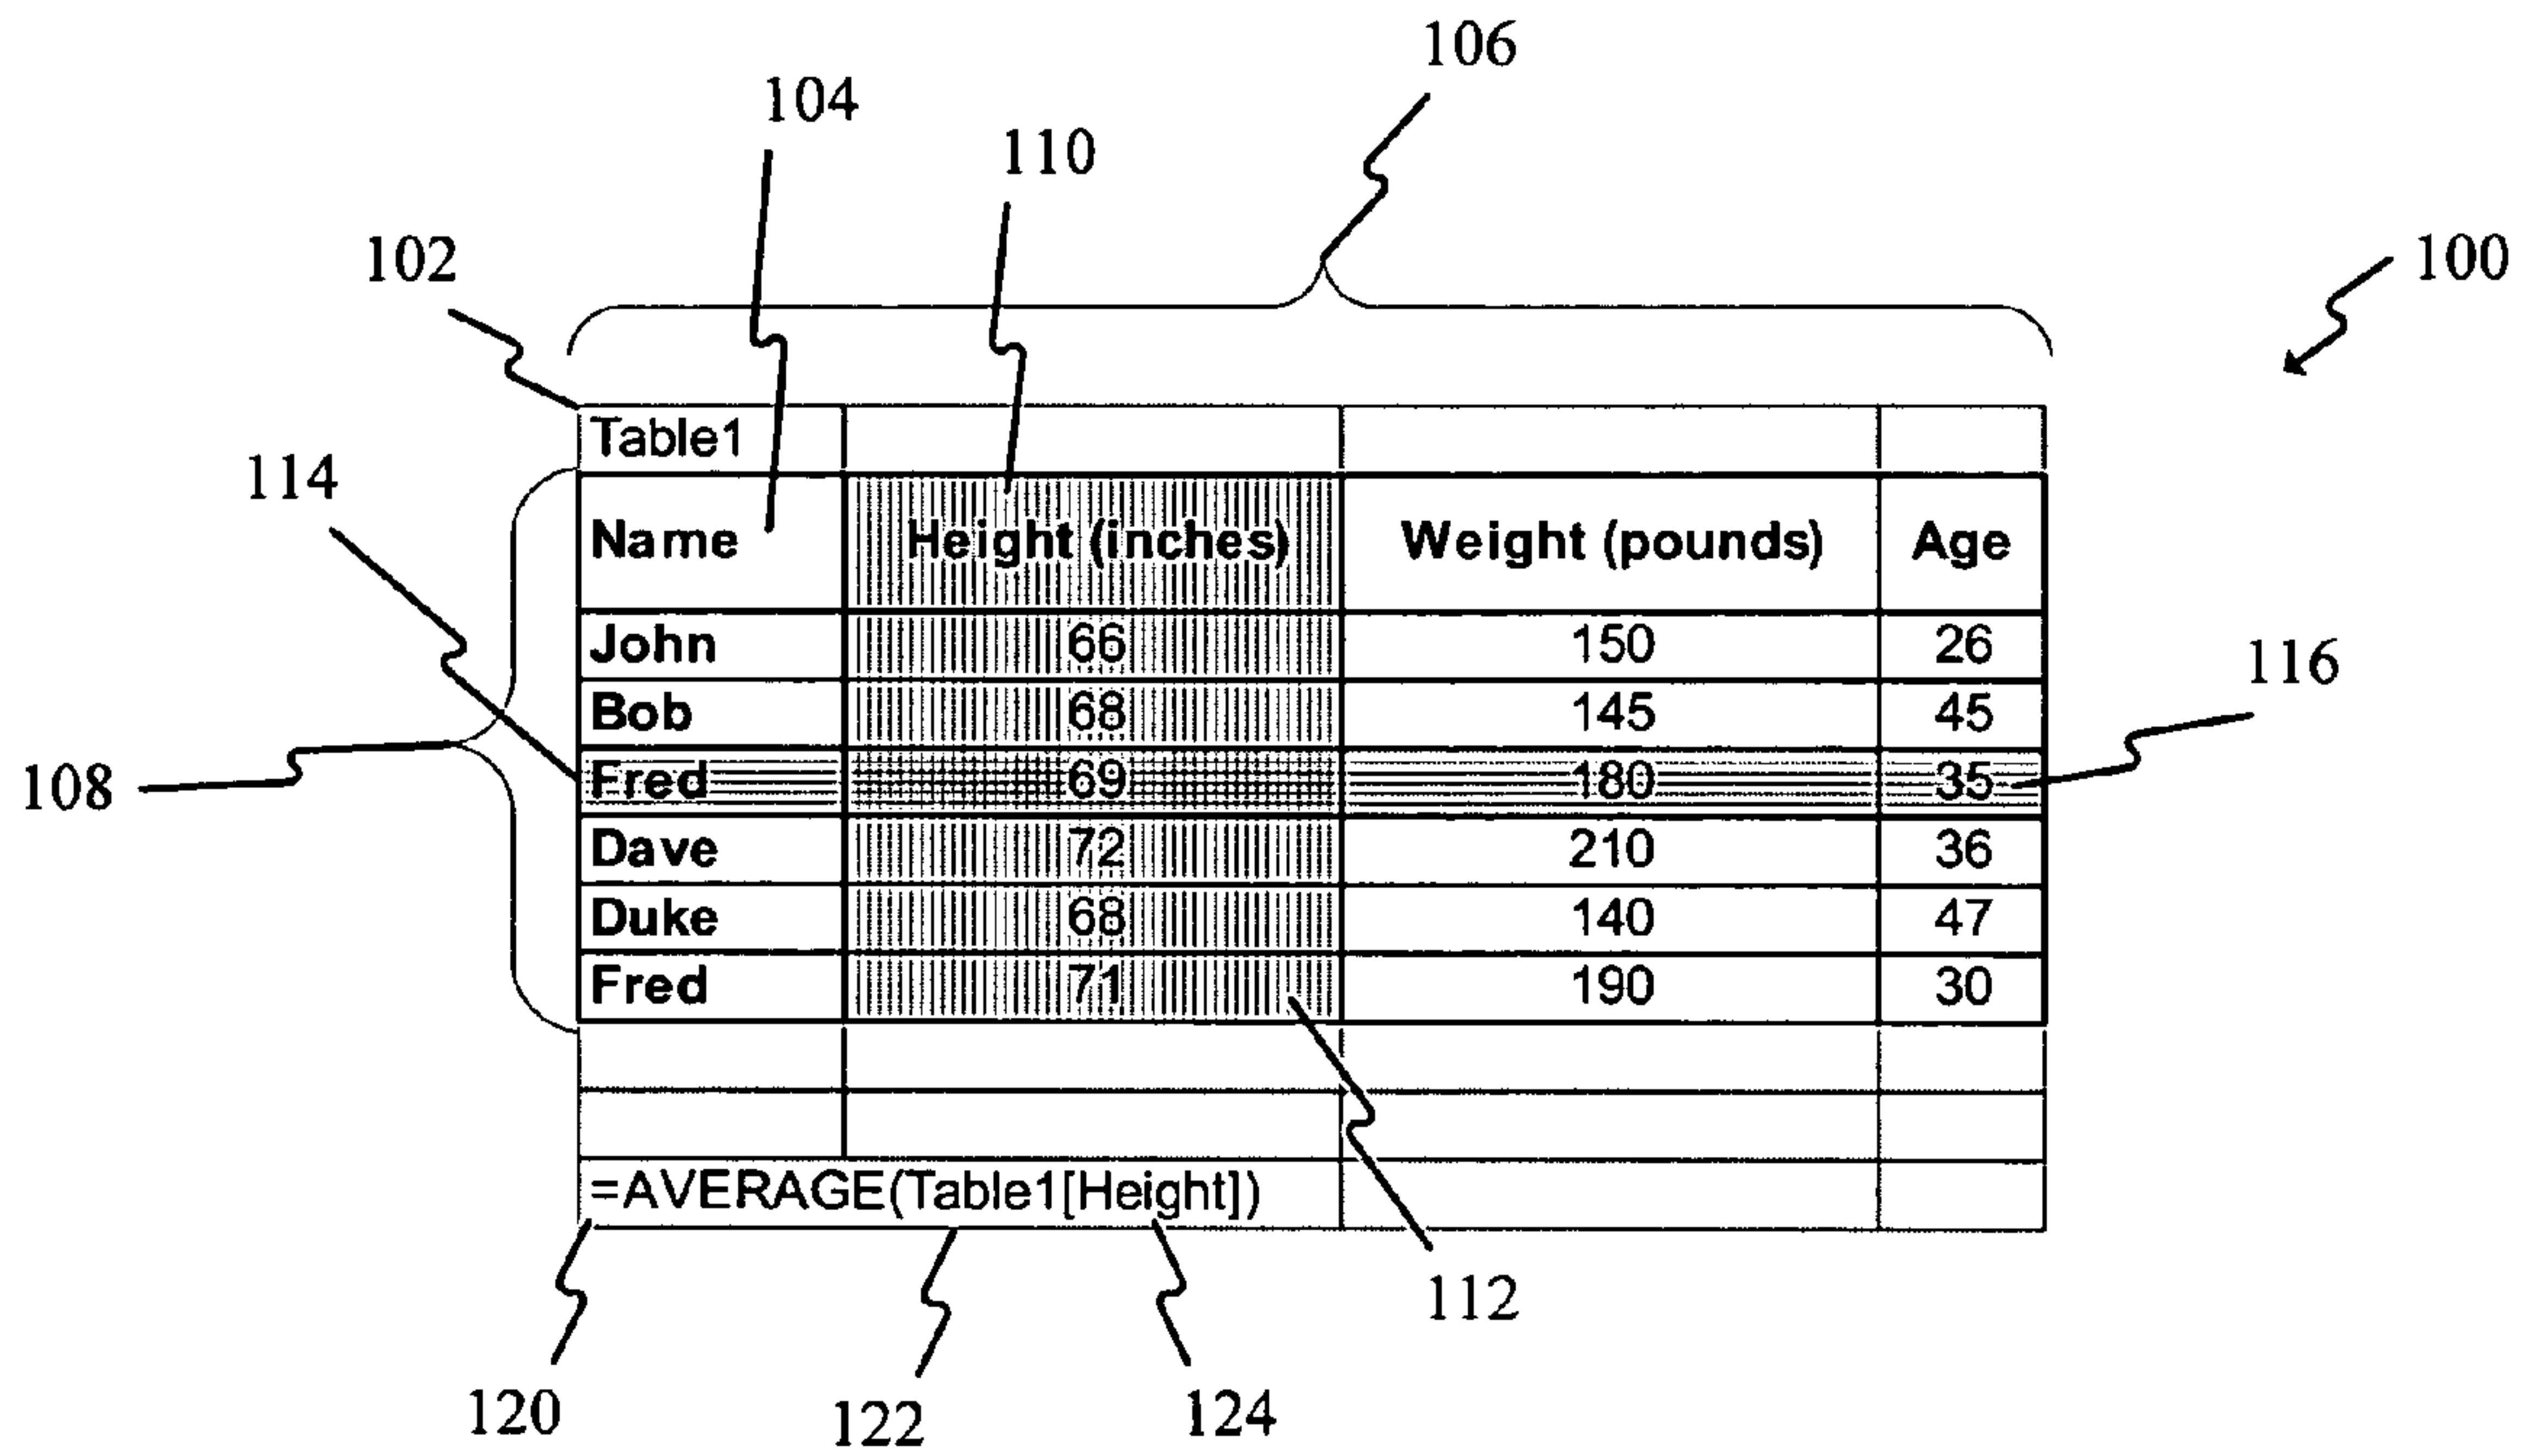 106
104
110
102
100
Table1
114
Name Height (inches) Weight (pounds) Age
John 66 150 26
116
Bob 68 145 45
108
Fred 69 180 35
Dave 72 210 36
Duke 68 140 47
Fred 71 190 30
=AVERAGE(Table1[Height])
112
120 122 124